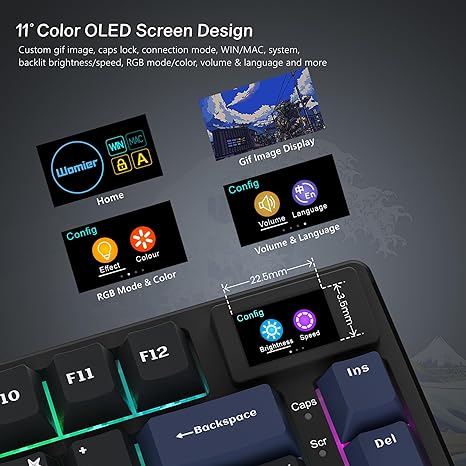 11° Color OLED Screen Design
Custom gif image, caps lock, connection mode, WIN/MAC, system,
backlit brightness/speed, RGB mode/color, volume & language and more
Womier
WIN
MAC
A
Home
Gif Image Display
Config
Effect
Colour
RGB Mode & Color
Config
En
Volume
Language
Volume & Language
22.5mm
13.5mm
Config
Brightness
Speed
10
F11
F12
←Backspace
Caps
Scr
Ins
Del
+